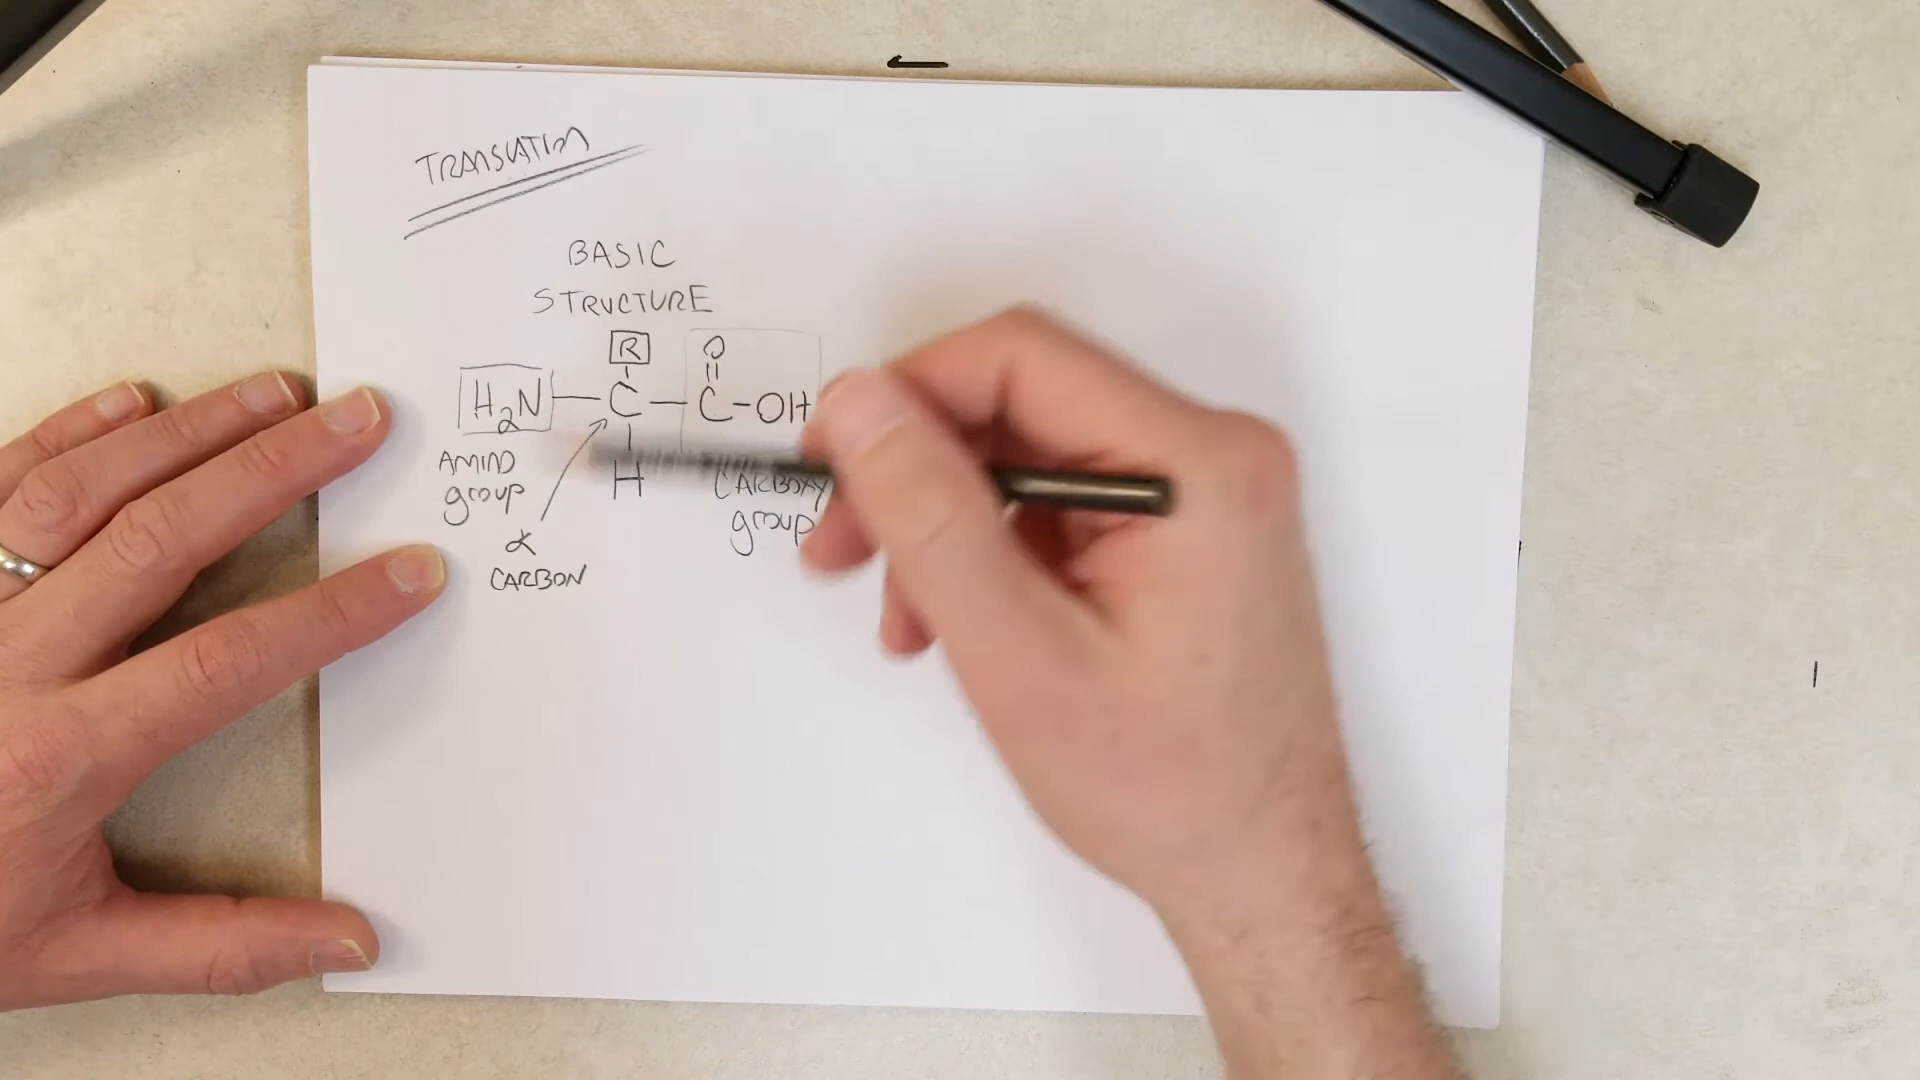 TRANSLATION
BASIC
STRUCTURE
R
O
H2N—C—C-OH
H
AMINO
group
CARBOXY
group
α
CARBON